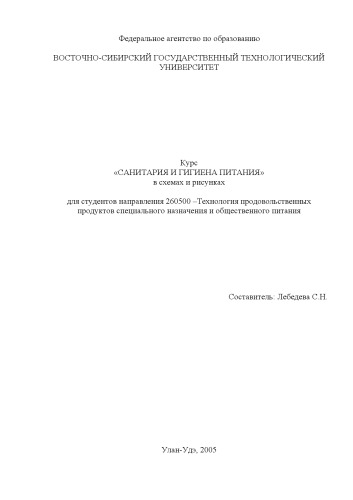 Федеральное агентство по образованию
ВОСТОЧНО-СИБИРСКИЙ ГОСУДАРСТВЕННЫЙ ТЕХНОЛОГИЧЕСКИЙ
УНИВЕРСИТЕТ
Курс
«САНИТАРИЯ И ГИГИЕНА ПИТАНИЯ»
в схемах и рисунках
для студентов направления 260500 –Технология продовольственных
продуктов специального назначения и общественного питания
Составитель: Лебедева С.Н.
Улан-Удэ, 2005